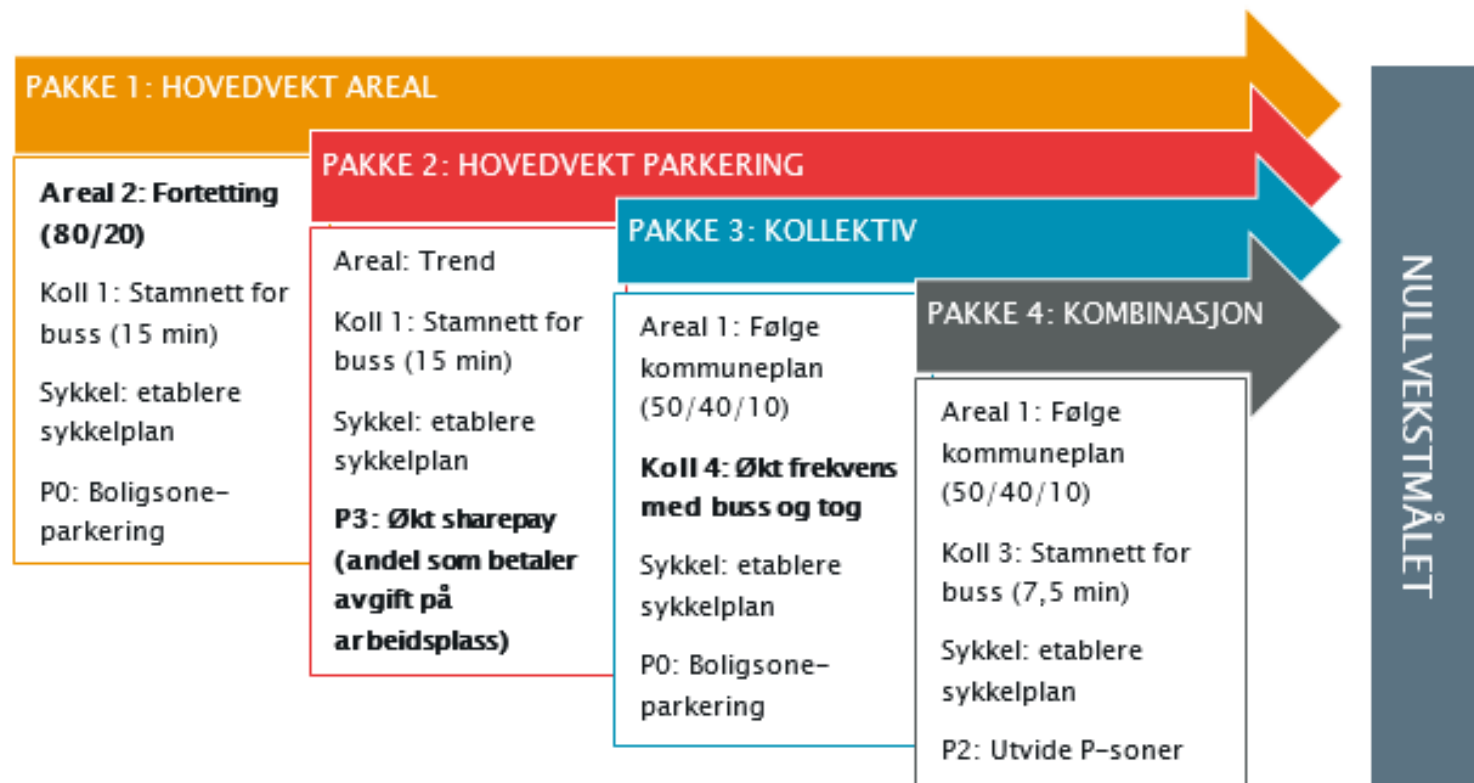 PAKKE 1: HOVEDVEKT AREAL
Areal 2: Fortetting
(80/20)
Koll 1: Stamnett for
buss (15 min)
Sykkel: etablere
sykkelplan
P0: Boligsone-
parkering
PAKKE 2: HOVEDVEKT PARKERING
Areal: Trend
Koll 1: Stamnett for
buss (15 min)
Sykkel: etablere
sykkelplan
P3: Økt sharepay
(andel som betaler
avgift på
arbeidsplass)
PAKKE 3: KOLLEKTIV
Areal 1: Følge
kommuneplan
(50/40/10)
Koll 4: Økt frekvens
med buss og tog
Sykkel: etablere
sykkelplan
P0: Boligsone-
parkering
PAKKE 4: KOMBINASJON
Areal 1: Følge
kommuneplan
(50/40/10)
Koll 3: Stamnett for
buss (7,5 min)
Sykkel: etablere
sykkelplan
P2: Utvide P-soner
NULLVEKSTMÅLET